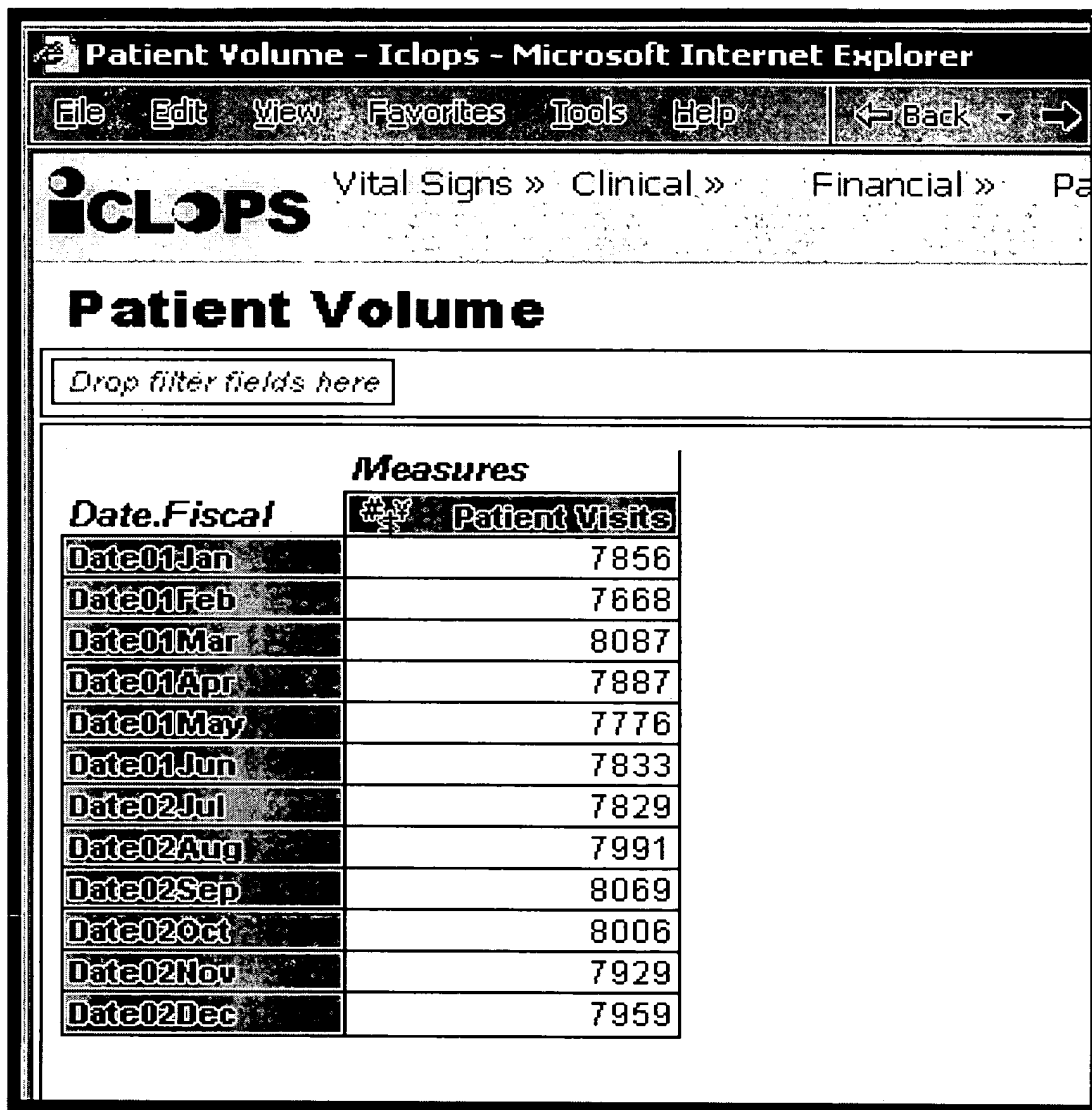 Patient Volume - Iclops - Microsoft Internet Explorer
File Edit View Favorites Tools Help Back
ICLOPS Vital Signs » Clinical » Financial » Pa
Patient Volume
Drop filter fields here
Measures
Date.Fiscal Patient Visits
Date01Jan 7856
Date01Feb 7668
Date01Mar 8087
Date01Apr 7887
Date01May 7776
Date01Jun 7833
Date02Jul 7829
Date02Aug 7991
Date02Sep 8069
Date02Oct 8006
Date02Nov 7929
Date02Dec 7959